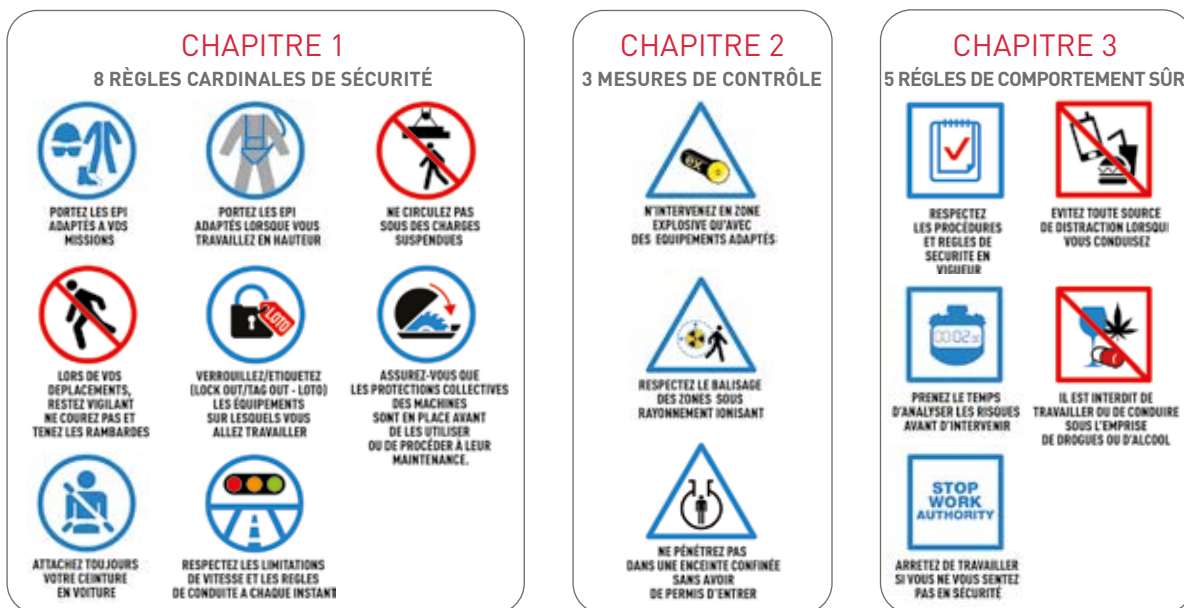 CHAPITRE 1
8 RÈGLES CARDINALES DE SÉCURITÉ
PORTEZ LES EPI
ADAPTÉS A VOS
MISSIONS
PORTEZ LES EPI
ADAPTÉS LORSQUE VOUS
TRAVAILLEZ EN HAUTEUR
NE CIRCULEZ PAS
SOUS DES CHARGES
SUSPENDUES
LORS DE VOS
DEPLACEMENTS,
RESTEZ VIGILANT
NE COUREZ PAS ET
TENEZ LES RAMBARDES
LOTO
VERROUILLEZ/ETIQUETEZ
(LOCK OUT/TAG OUT - LOTO)
LES ÉQUIPEMENTS
SUR LESQUELS VOUS
ALLEZ TRAVAILLER
ASSUREZ-VOUS QUE
LES PROTECTIONS COLLECTIVES
DES MACHINES
SONT EN PLACE AVANT
DE LES UTILISER
OU DE PROCÉDER À LEUR
MAINTENANCE.
ATTACHEZ TOUJOURS
VOTRE CEINTURE
EN VOITURE
RESPECTEZ LES LIMITATIONS
DE VITESSE ET LES REGLES
DE CONDUITE A CHAQUE INSTANT
CHAPITRE 2
3 MESURES DE CONTRÔLE
ex
N'INTERVENEZ EN ZONE
EXPLOSIVE QU'AVEC
DES EQUIPEMENTS ADAPTÉS
RESPECTEZ LE BALISAGE
DES ZONES SOUS
RAYONNEMENT IONISANT
NE PÉNÉTREZ PAS
DANS UNE ENCEINTE CONFINÉE
SANS AVOIR
DE PERMIS D'ENTRER
CHAPITRE 3
5 RÉGLES DE COMPORTEMENT SÛR
RESPECTEZ
LES PROCÉDURES
ET REGLES DE
SECURITE EN
VIGUEUR
EVITEZ TOUTE SOURCE
DE DISTRACTION LORSQUI
VOUS CONDUISEZ
00:02:50
PRENEZ LE TEMPS
D'ANALYSER LES RISQUES
AVANT D'INTERVENIR
IL EST INTERDIT DE
TRAVAILLER OU DE CONDUIRE
SOUS L'EMPRISE
DE DROGUES OU D'ALCOOL
STOP
WORK
AUTHORITY
ARRETEZ DE TRAVAILLER
SI VOUS NE VOUS SENTEZ
PAS EN SÉCURITÉ